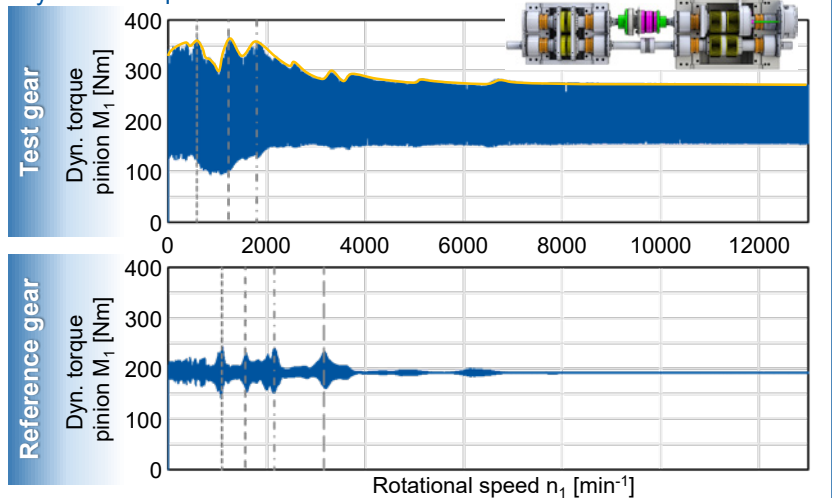 Test gear
Dyn. torque
pinion M₁ [Nm]
400
300
200
100
0
0 2000 4000 6000 8000 10000 12000
Reference gear
Dyn. torque
pinion M₁ [Nm]
400
300
200
100
0
Rotational speed n₁ [min⁻¹]